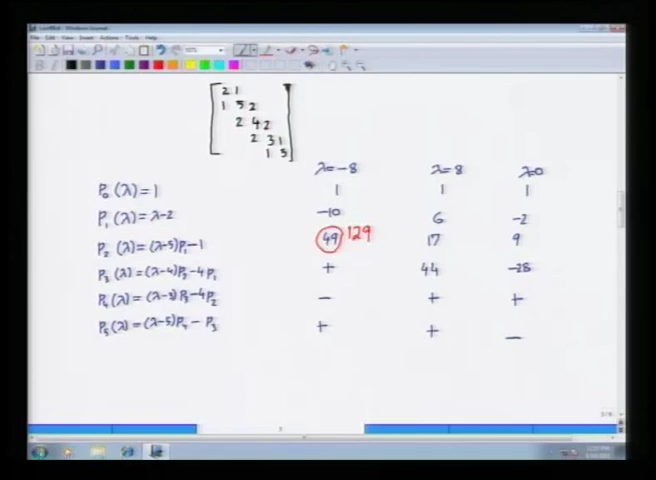 2 1
1 5 2
2 4 2
2 3 1
1 5
λ=-8 λ=8 λ=0
P₀(λ)=1 1 1 1
P₁(λ)=λ-2 -10 6 -2
P₂(λ)=(λ-5)P₁-1 49 129 17 9
P₃(λ)=(λ-4)P₂-4P₁ + 44 -28
P₄(λ)=(λ-3)P₃-4P₂ - + +
P₅(λ)=(λ-5)P₄-P₃ + + -